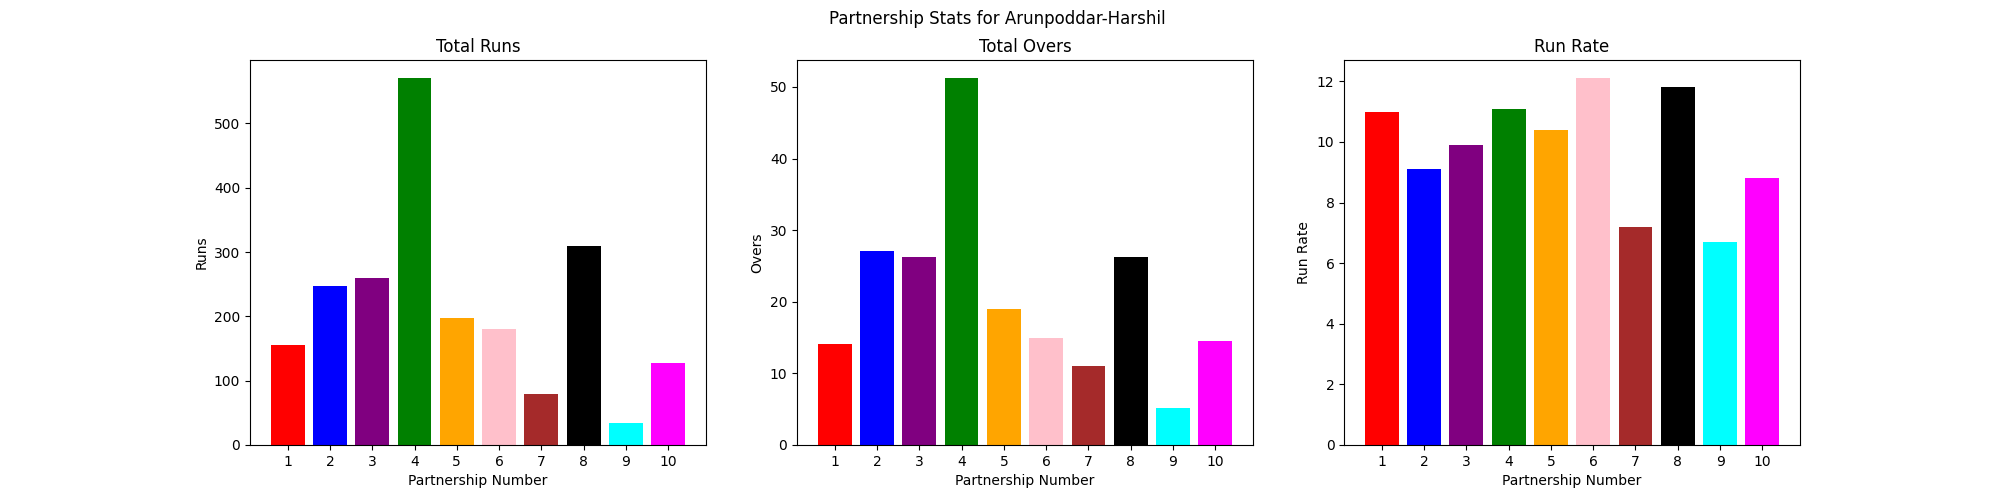 Partnership Stats for Arunpoddar-Harshil
Total Runs
Runs
500
400
300
200
100
0
1 2 3 4 5 6 7 8 9 10
Partnership Number
Total Overs
Overs
50
40
30
20
10
0
1 2 3 4 5 6 7 8 9 10
Partnership Number
Run Rate
Run Rate
12
10
8
6
4
2
0
1 2 3 4 5 6 7 8 9 10
Partnership Number